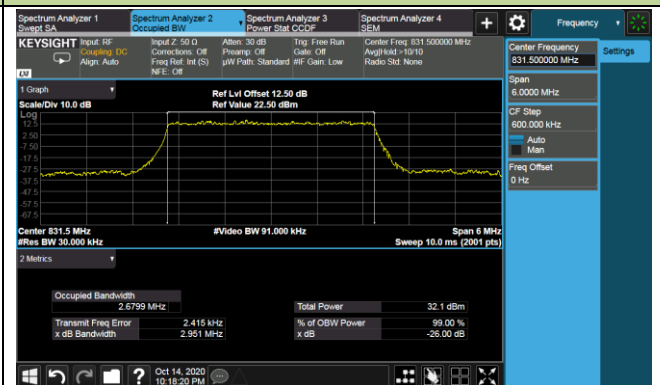 Spectrum Analyzer 1
Swept SA
Spectrum Analyzer 2
Occupied BW
Spectrum Analyzer 3
Power Stat CCDF
Spectrum Analyzer 4
SEM
+
Frequency
KEYSIGHT
Input: RF
Coupling: DC
Align: Auto
Input Z: 50 Ω
Corrections: Off
Freq Ref: Int (S)
NFE: Off
Atten: 30 dB
Preamp: Off
µW Path: Standard
Trig: Free Run
Gate: Off
#IF Gain: Low
Center Freq: 831.500000 MHz
Avg|Hold:>10/10
Radio Std: None
LXI
Center Frequency
831.500000 MHz
Settings
Span
6.0000 MHz
CF Step
600.000 kHz
Auto
Man
Freq Offset
0 Hz
1 Graph
Scale/Div 10.0 dB
Ref Lvl Offset 12.50 dB
Ref Value 22.50 dBm
Log
12.5
2.50
-7.50
-17.5
-27.5
-37.5
-47.5
-57.5
-67.5
Center 831.5 MHz
#Res BW 30.000 kHz
#Video BW 91.000 kHz
Span 6 MHz
Sweep 10.0 ms (2001 pts)
2 Metrics
Occupied Bandwidth
2.6799 MHz
Total Power 32.1 dBm
Transmit Freq Error 2.415 kHz
% of OBW Power 99.00 %
x dB Bandwidth 2.951 MHz
x dB -26.00 dB
?
Oct 14, 2020
10:18:20 PM